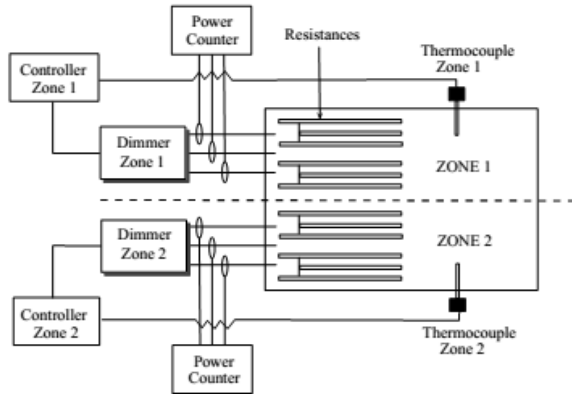 Power
Counter
Resistances
Thermocouple
Zone 1
Controller
Zone 1
Dimmer
Zone 1
ZONE 1
Dimmer
Zone 2
ZONE 2
Controller
Zone 2
Thermocouple
Zone 2
Power
Counter